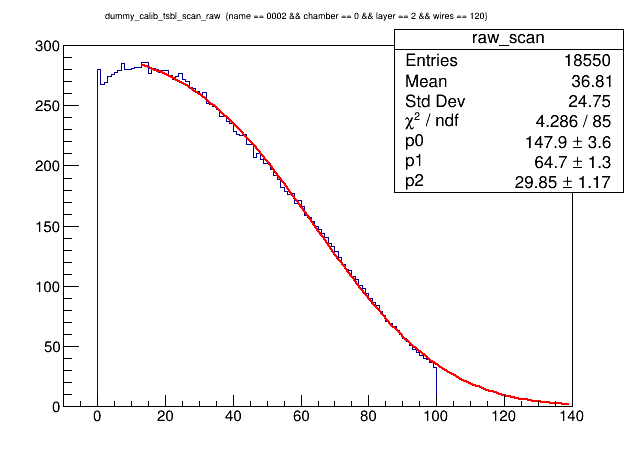 dummy_calib_tsbl_scan_raw (name == 0002 && chamber == 0 && layer == 2 && wires == 120)
raw_scan
Entries 18550
Mean 36.81
Std Dev 24.75
χ² / ndf 4.286 / 85
p0 147.9 ± 3.6
p1 64.7 ± 1.3
p2 29.85 ± 1.17
300
250
200
150
100
50
0
0 20 40 60 80 100 120 140